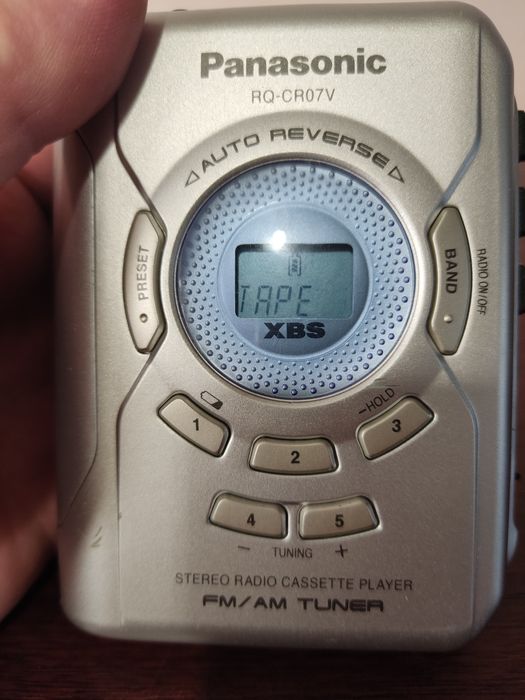 Panasonic
RQ-CR07V
AUTO REVERSE
PRESET
BAND
RADIO ON/OFF
TAPE
XBS
–HOLD
1
2
3
4
5
– TUNING +
STEREO RADIO CASSETTE PLAYER
FM/AM TUNER